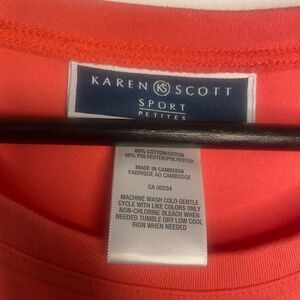 KAREN KS SCOTT
SPORT
PETITES
60% COTTON/COTTON
40% POLYESTER/POLYESTER
MADE IN CAMBODIA
FABRIQUÉ AU CAMBODGE
CA 00234
MACHINE WASH COLD GENTLE
CYCLE WITH LIKE COLORS ONLY
NON-CHLORINE BLEACH WHEN
NEEDED TUMBLE DRY LOW COOL
IRON WHEN NEEDED